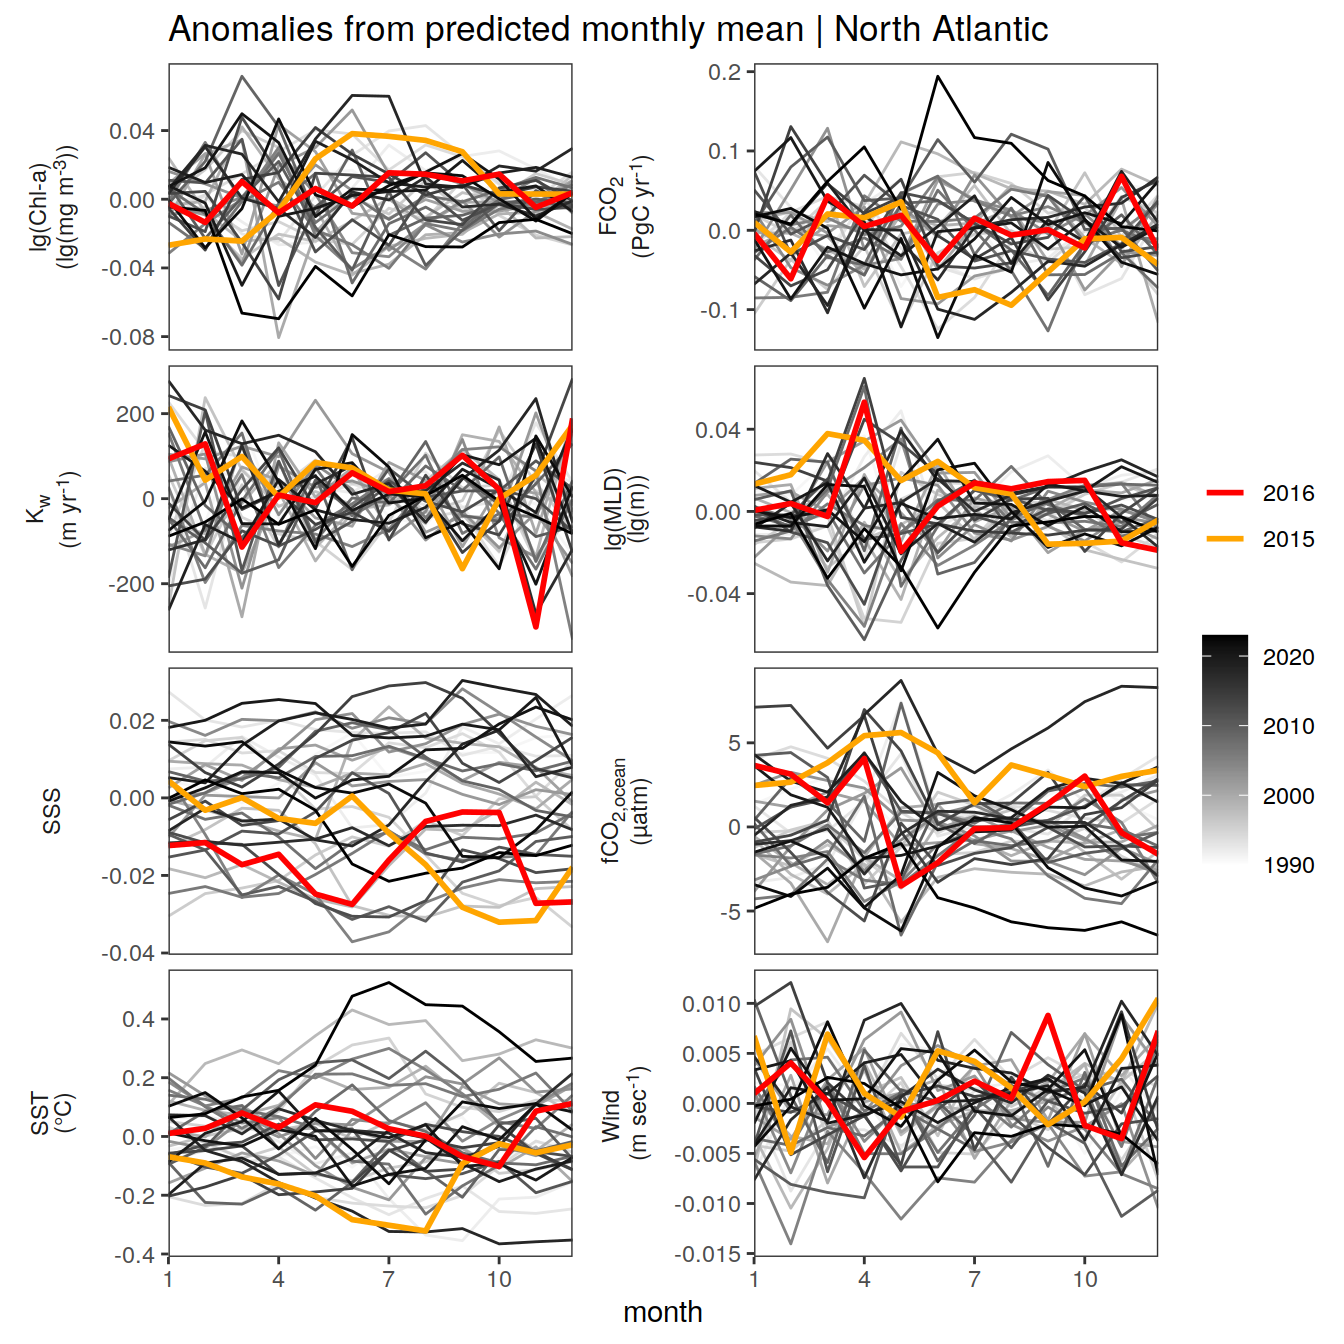 Anomalies from predicted monthly mean | North Atlantic
lg(Chl-a)
(lg(mg m⁻³))
0.04
0.00
-0.04
-0.08
FCO₂
(PgC yr⁻¹)
0.2
0.1
0.0
-0.1
K_w
(m yr⁻¹)
200
0
-200
lg(MLD)
(lg(m))
0.04
0.00
-0.04
SSS
0.02
0.00
-0.02
-0.04
fCO₂,ocean
(µatm)
5
0
-5
SST
(°C)
0.4
0.2
0.0
-0.2
-0.4
Wind
(m sec⁻¹)
0.010
0.005
0.000
-0.005
-0.010
-0.015
1 4 7 10
1 4 7 10
month
2016
2015
2020
2010
2000
1990